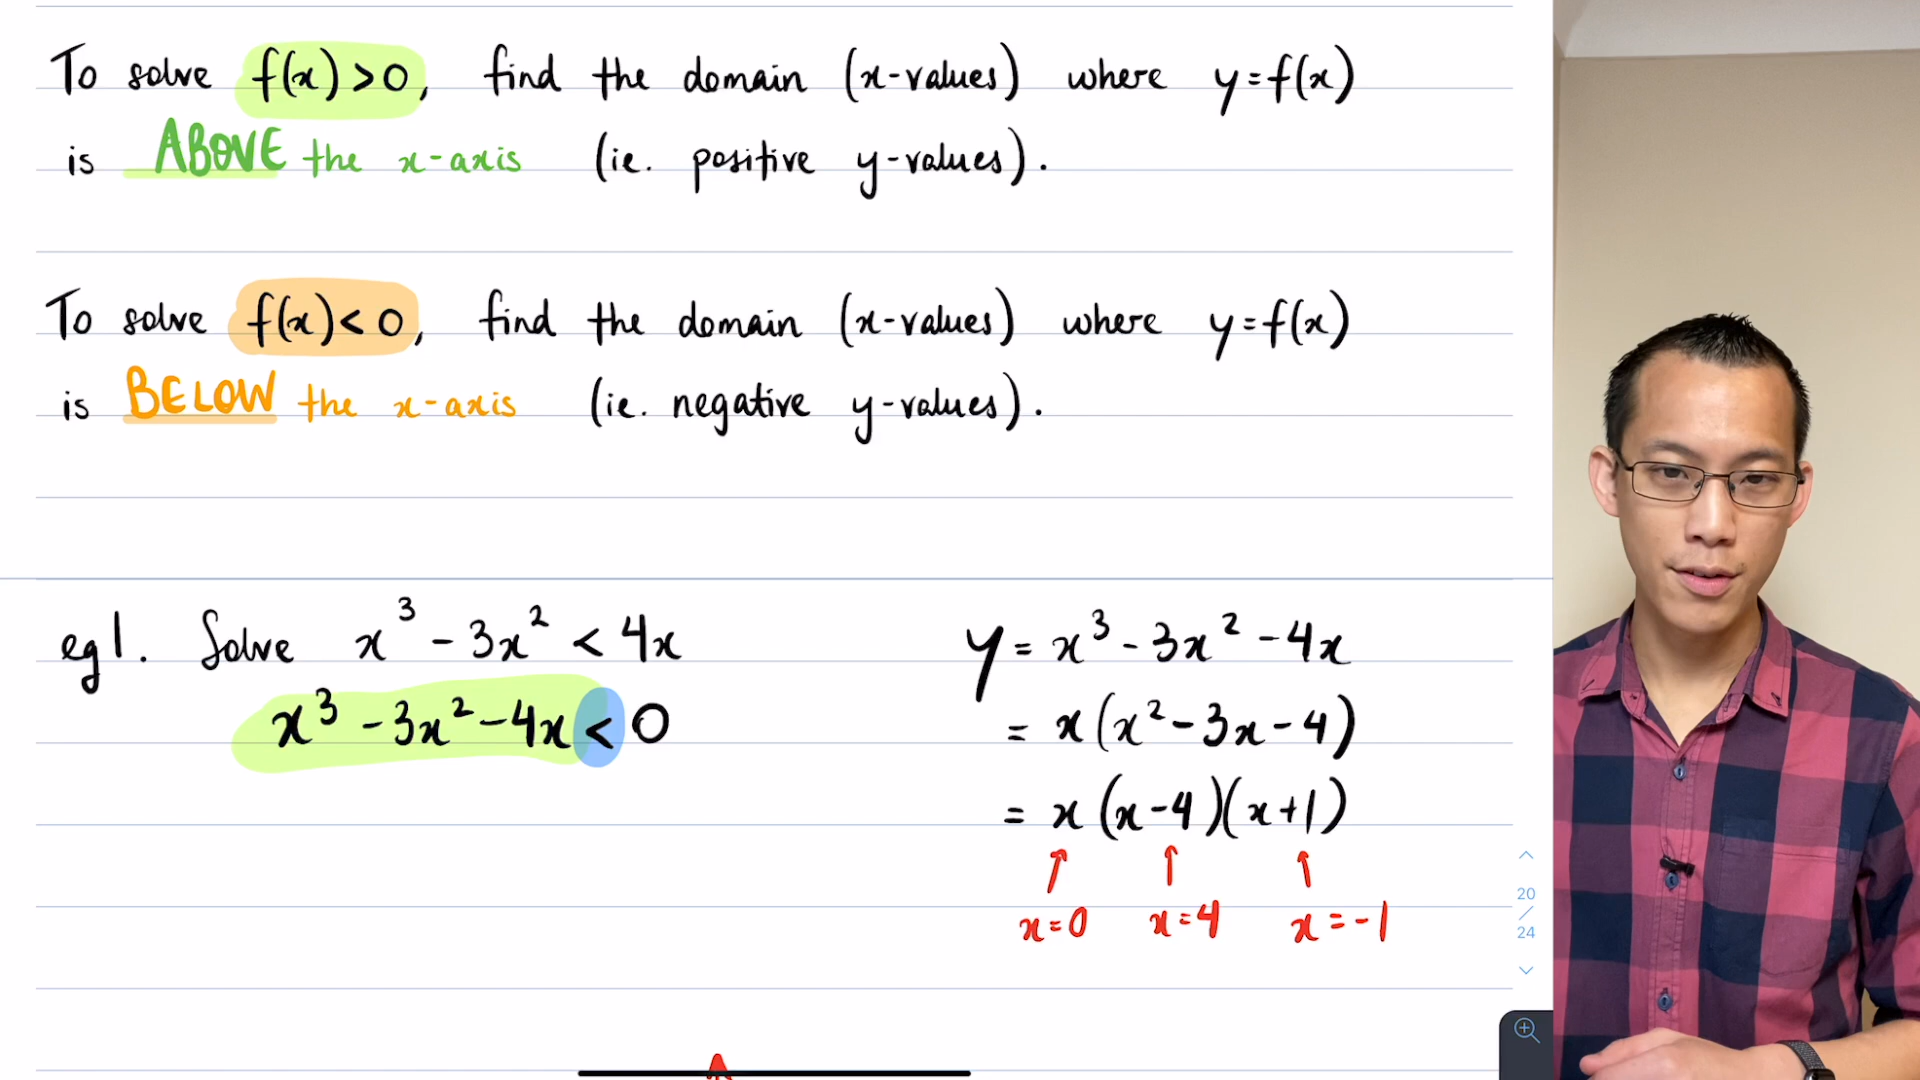 To solve f(x) > 0, find the domain (x-values) where y = f(x)
is ABOVE the x-axis (ie. positive y-values).
To solve f(x) < 0, find the domain (x-values) where y = f(x)
is BELOW the x-axis (ie. negative y-values).
eg1. Solve x³ - 3x² < 4x
x³ - 3x² - 4x < 0
y = x³ - 3x² - 4x
= x(x² - 3x - 4)
= x(x - 4)(x + 1)
x = 0 x = 4 x = -1
20
/
24